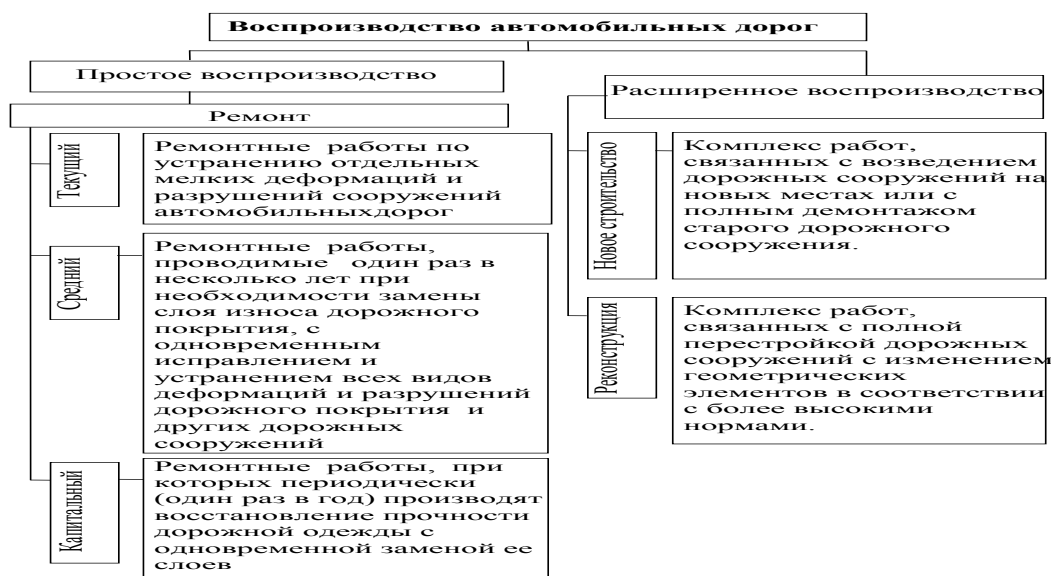 Воспроизводство автомобильных дорог
Простое воспроизводство
Ремонт
Текущий
Ремонтные работы по
устранению отдельных
мелких деформаций и
разрушений сооружений
автомобильныхдорог
Средний
Ремонтные работы,
проводимые один раз в
несколько лет при
необходимости замены
слоя износа дорожного
покрытия, с
одновременным
исправлением и
устранением всех видов
деформаций и разрушений
дорожного покрытия и
других дорожных
сооружений
Капитальный
Ремонтные работы, при
которых периодически
(один раз в год) производят
восстановление прочности
дорожной одежды с
одновременной заменой ее
слоев
Расширенное воспроизводство
Новое строительство
Комплекс работ,
связанных с возведением
дорожных сооружений на
новых местах или с
полным демонтажом
старого дорожного
сооружения.
Реконструкция
Комплекс работ,
связанных с полной
перестройкой дорожных
сооружений с изменением
геометрических
элементов в соответствии
с более высокими
нормами.